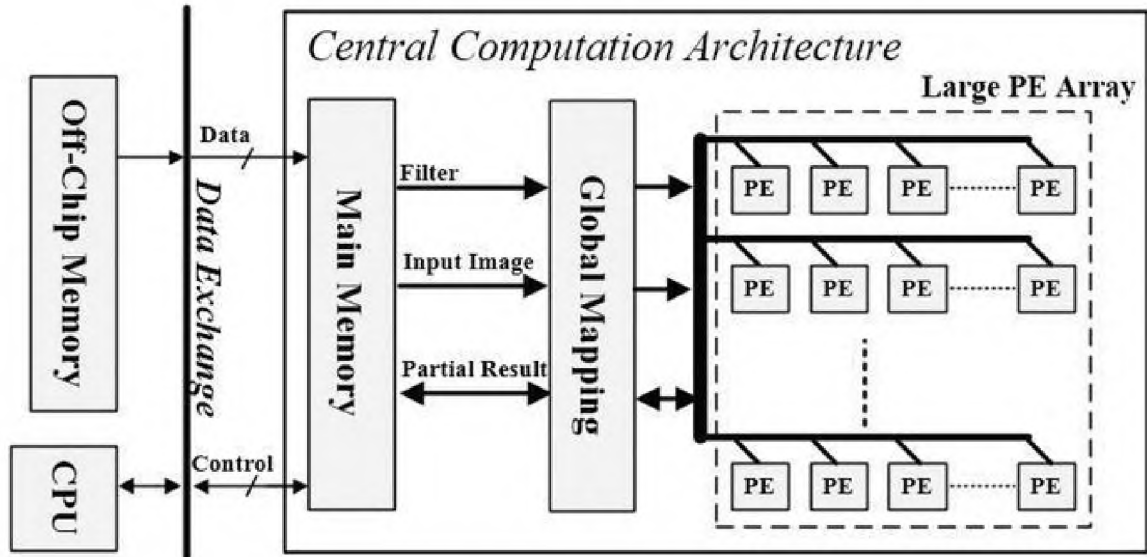 Central Computation Architecture
Large PE Array
Off-Chip Memory
Data
Data Exchange
Main Memory
Filter
Input Image
Partial Result
Global Mapping
PE PE PE PE
PE PE PE PE
PE PE PE PE
CPU
Control